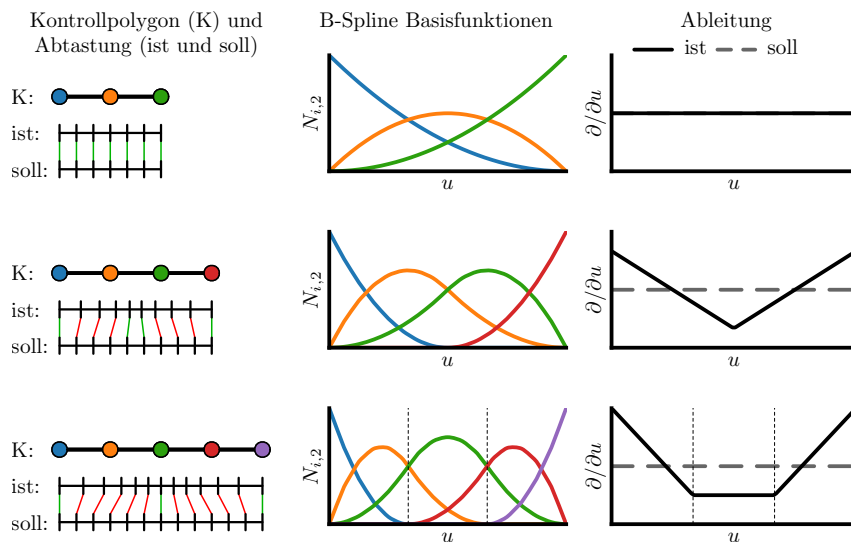 Kontrollpolygon (K) und
Abtastung (ist und soll)
B-Spline Basisfunktionen
Ableitung
ist
soll
K:
ist:
soll:
N_{i,2}
u
∂/∂u
u
K:
ist:
soll:
N_{i,2}
u
∂/∂u
u
K:
ist:
soll:
N_{i,2}
u
∂/∂u
u